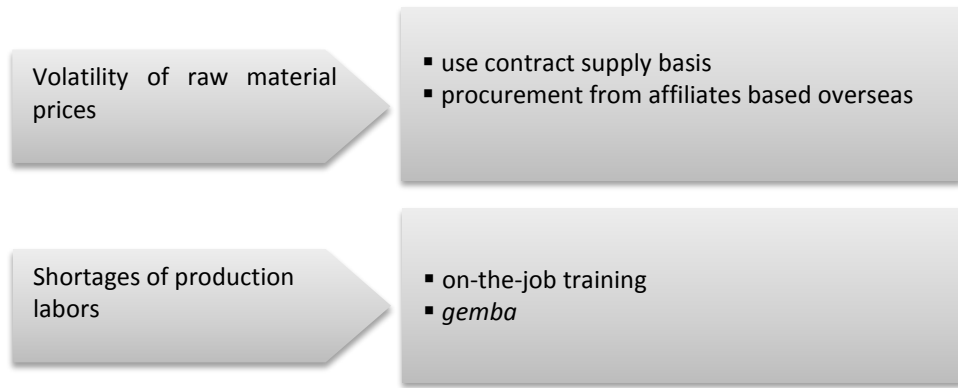 Volatility of raw material
prices
▪ use contract supply basis
▪ procurement from affiliates based overseas
Shortages of production
labors
▪ on-the-job training
▪ gemba